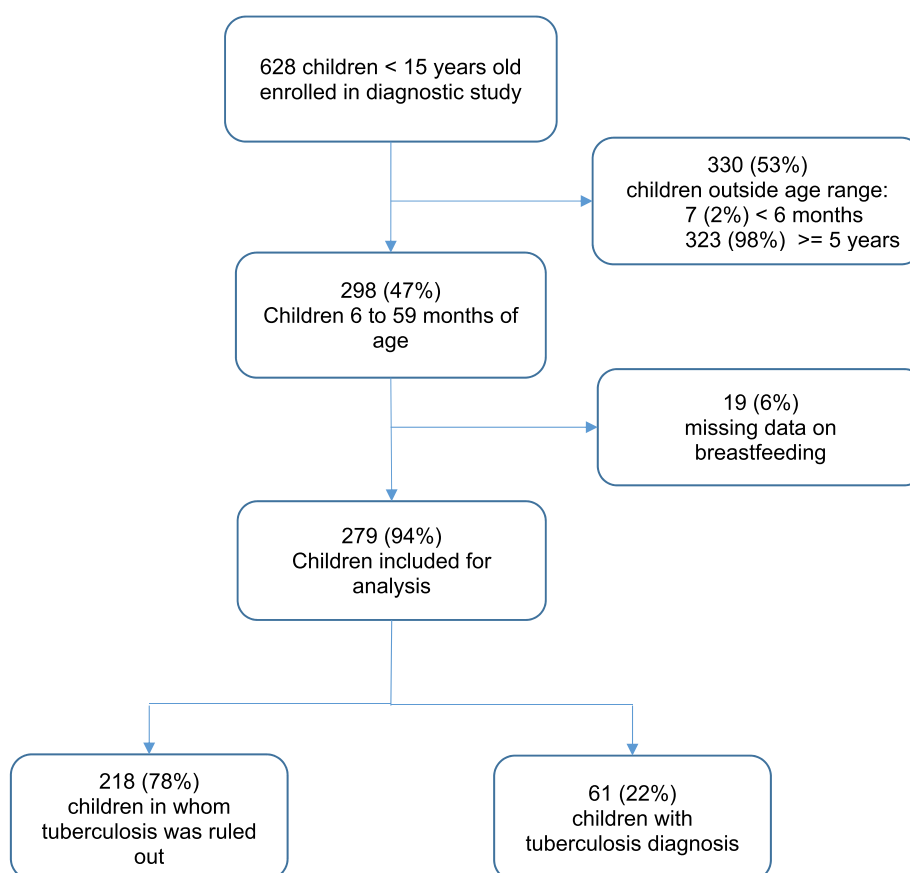 628 children < 15 years old
enrolled in diagnostic study
330 (53%)
children outside age range:
7 (2%) < 6 months
323 (98%) >= 5 years
298 (47%)
Children 6 to 59 months of
age
19 (6%)
missing data on
breastfeeding
279 (94%)
Children included for
analysis
218 (78%)
children in whom
tuberculosis was ruled
out
61 (22%)
children with
tuberculosis diagnosis